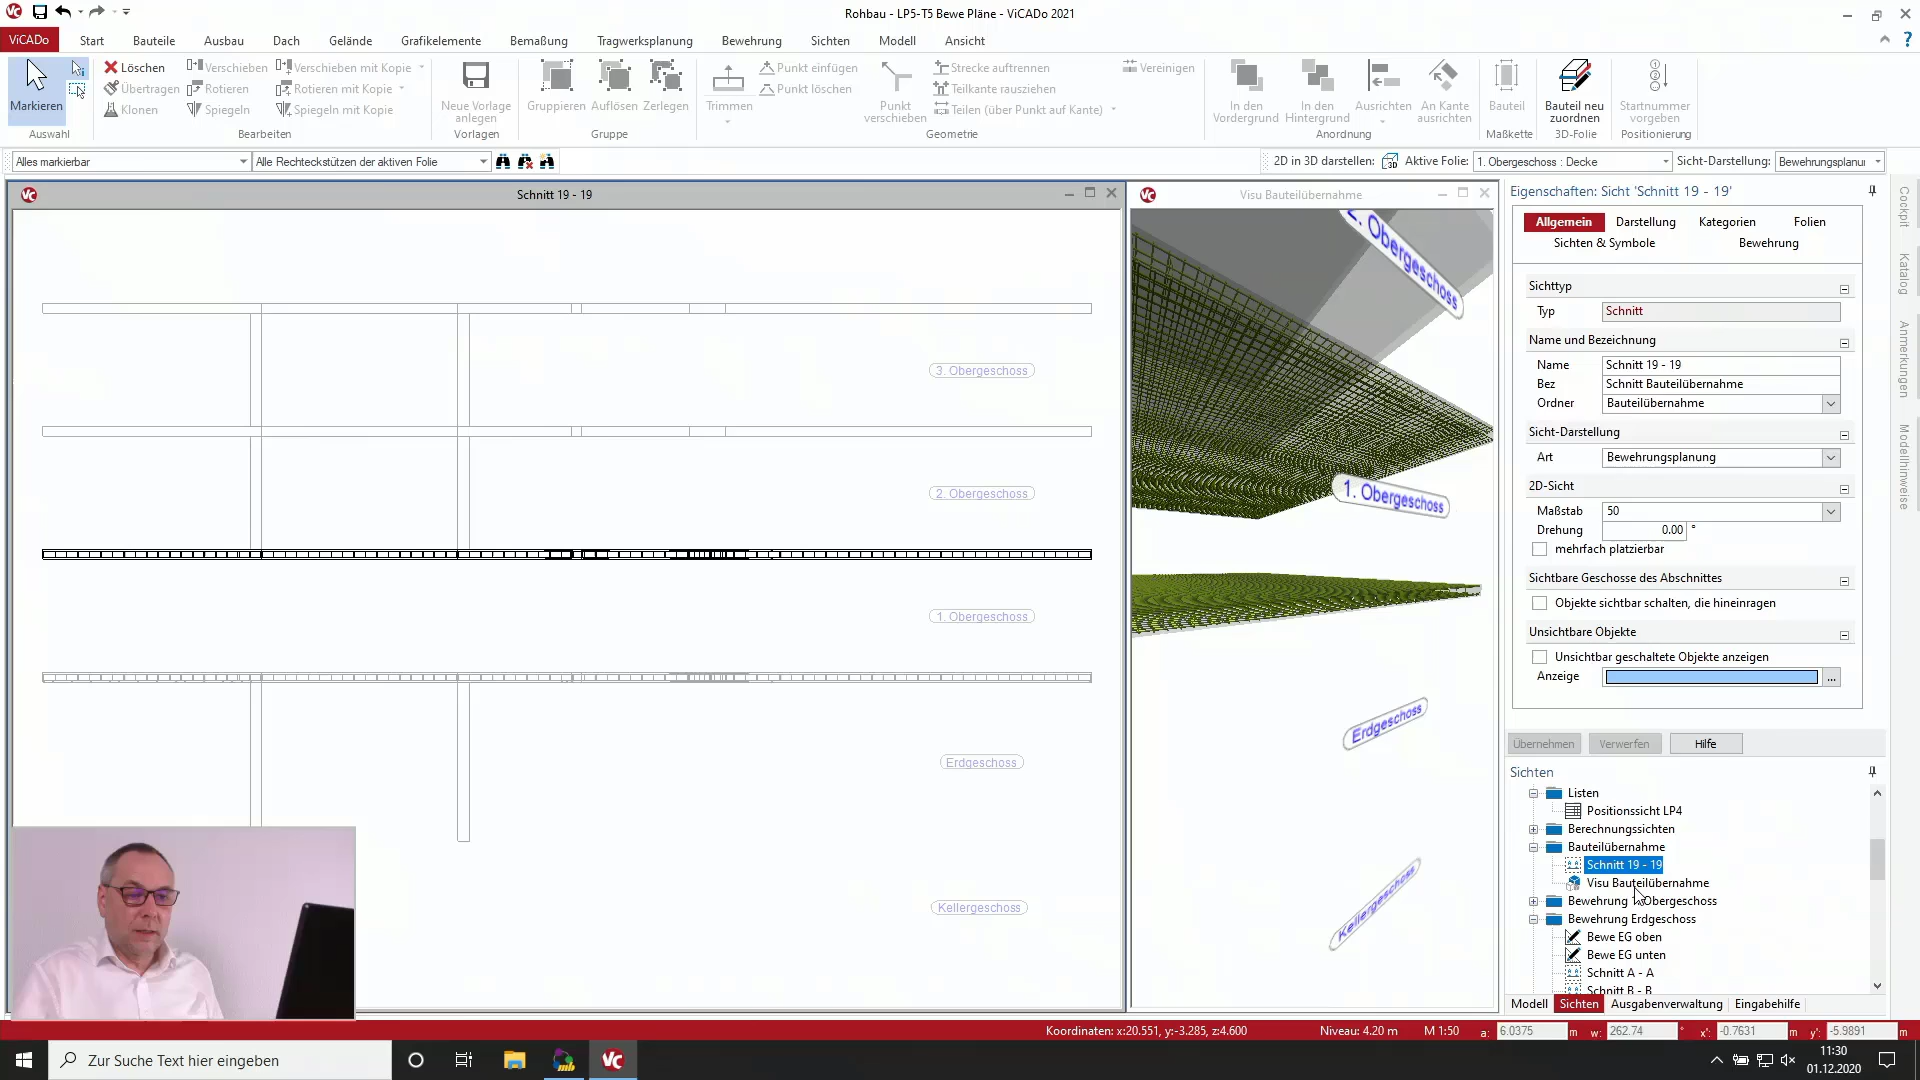 Rohbau - LP5-T5 Bewe Pläne - ViCADo 2021
ViCADo Start Bauteile Ausbau Dach Gelände Grafikelemente Bemaßung Tragwerksplanung Bewehrung Sichten Modell Ansicht
Markieren
Auswahl
Löschen Verschieben Verschieben mit Kopie
Übertragen Rotieren Rotieren mit Kopie
Klonen Spiegeln Spiegeln mit Kopie
Bearbeiten
Neue Vorlage anlegen
Vorlagen
Gruppieren Auflösen Zerlegen
Gruppe
Trimmen
Punkt einfügen
Punkt löschen
Punkt verschieben
Strecke auftrennen
Teilkante rausziehen
Teilen (über Punkt auf Kante)
Vereinigen
Geometrie
In den Vordergrund
In den Hintergrund
Ausrichten
An Kante ausrichten
Anordnung
Bauteil
Maßkette
Bauteil neu zuordnen
3D-Folie
Startnummer vorgeben
Positionierung
Alles markierbar Alle Rechteckstützen der aktiven Folie
2D in 3D darstellen: Aktive Folie: 1. Obergeschoss : Decke Sicht-Darstellung: Bewehrungsplanu
Schnitt 19 - 19
3. Obergeschoss
2. Obergeschoss
1. Obergeschoss
Erdgeschoss
Kellergeschoss
Visu Bauteilübernahme
2. Obergeschoss
1. Obergeschoss
Erdgeschoss
Kellergeschoss
Eigenschaften: Sicht 'Schnitt 19 - 19'
Allgemein Darstellung Kategorien Folien
Sichten & Symbole Bewehrung
Sichttyp
Typ Schnitt
Name und Bezeichnung
Name Schnitt 19 - 19
Bez Schnitt Bauteilübernahme
Ordner Bauteilübernahme
Sicht-Darstellung
Art Bewehrungsplanung
2D-Sicht
Maßstab 50
Drehung 0.00 °
mehrfach platzierbar
Sichtbare Geschosse des Abschnittes
Objekte sichtbar schalten, die hineinragen
Unsichtbare Objekte
Unsichtbar geschaltete Objekte anzeigen
Anzeige ...
Übernehmen Verwerfen Hilfe
Sichten
Listen
Positionssicht LP4
Berechnungssichten
Bauteilübernahme
Schnitt 19 - 19
Visu Bauteilübernahme
Bewehrung Obergeschoss
Bewehrung Erdgeschoss
Bewe EG oben
Bewe EG unten
Schnitt A - A
Schnitt B - B
Modell Sichten Ausgabenverwaltung Eingabehilfe
Cockpit
Katalog
Anmerkungen
Modellhinweise
Koordinaten: x:20.551, y:-3.285, z:4.600 Niveau: 4.20 m M 1:50 a: 6.0375 m w: 262.74 ° x': -0.7631 m y': -5.9891 m
Zur Suche Text hier eingeben
mb
11:30
01.12.2020